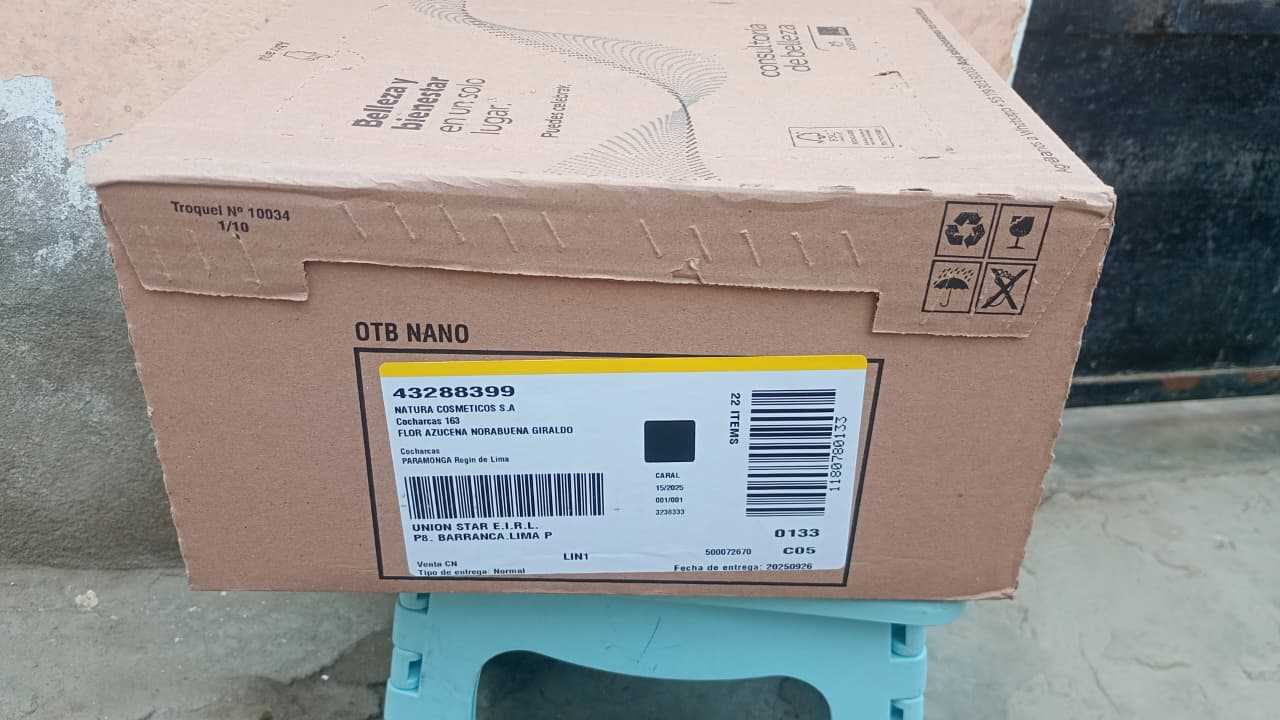 Belleza y
bienestar
en un solo
lugar.
Puedes celebrar.
consultoría
de belleza
Troquel Nº 10034
1/10
OTB NANO
43288399
NATURA COSMETICOS S.A
Cocharcas 163
FLOR AZUCENA NORABUENA GIRALDO
Cocharcas
PARAMONGA Regin de Lima
CARAL
15/2025
001/001
3238333
22 ITEMS
1180780133
UNION STAR E.I.R.L.
P8. BARRANCA.LIMA P
0133
LIN1
500072670
C05
Venta CN
Tipo de entrega: Normal
Fecha de entrega: 20250926